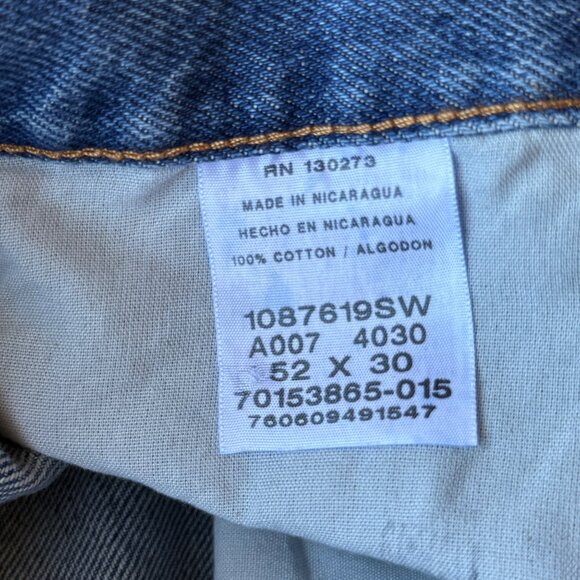 RN 130273
MADE IN NICARAGUA
HECHO EN NICARAGUA
100% COTTON / ALGODON
1087619SW
A007 4030
52 X 30
70153865-015
760609491547